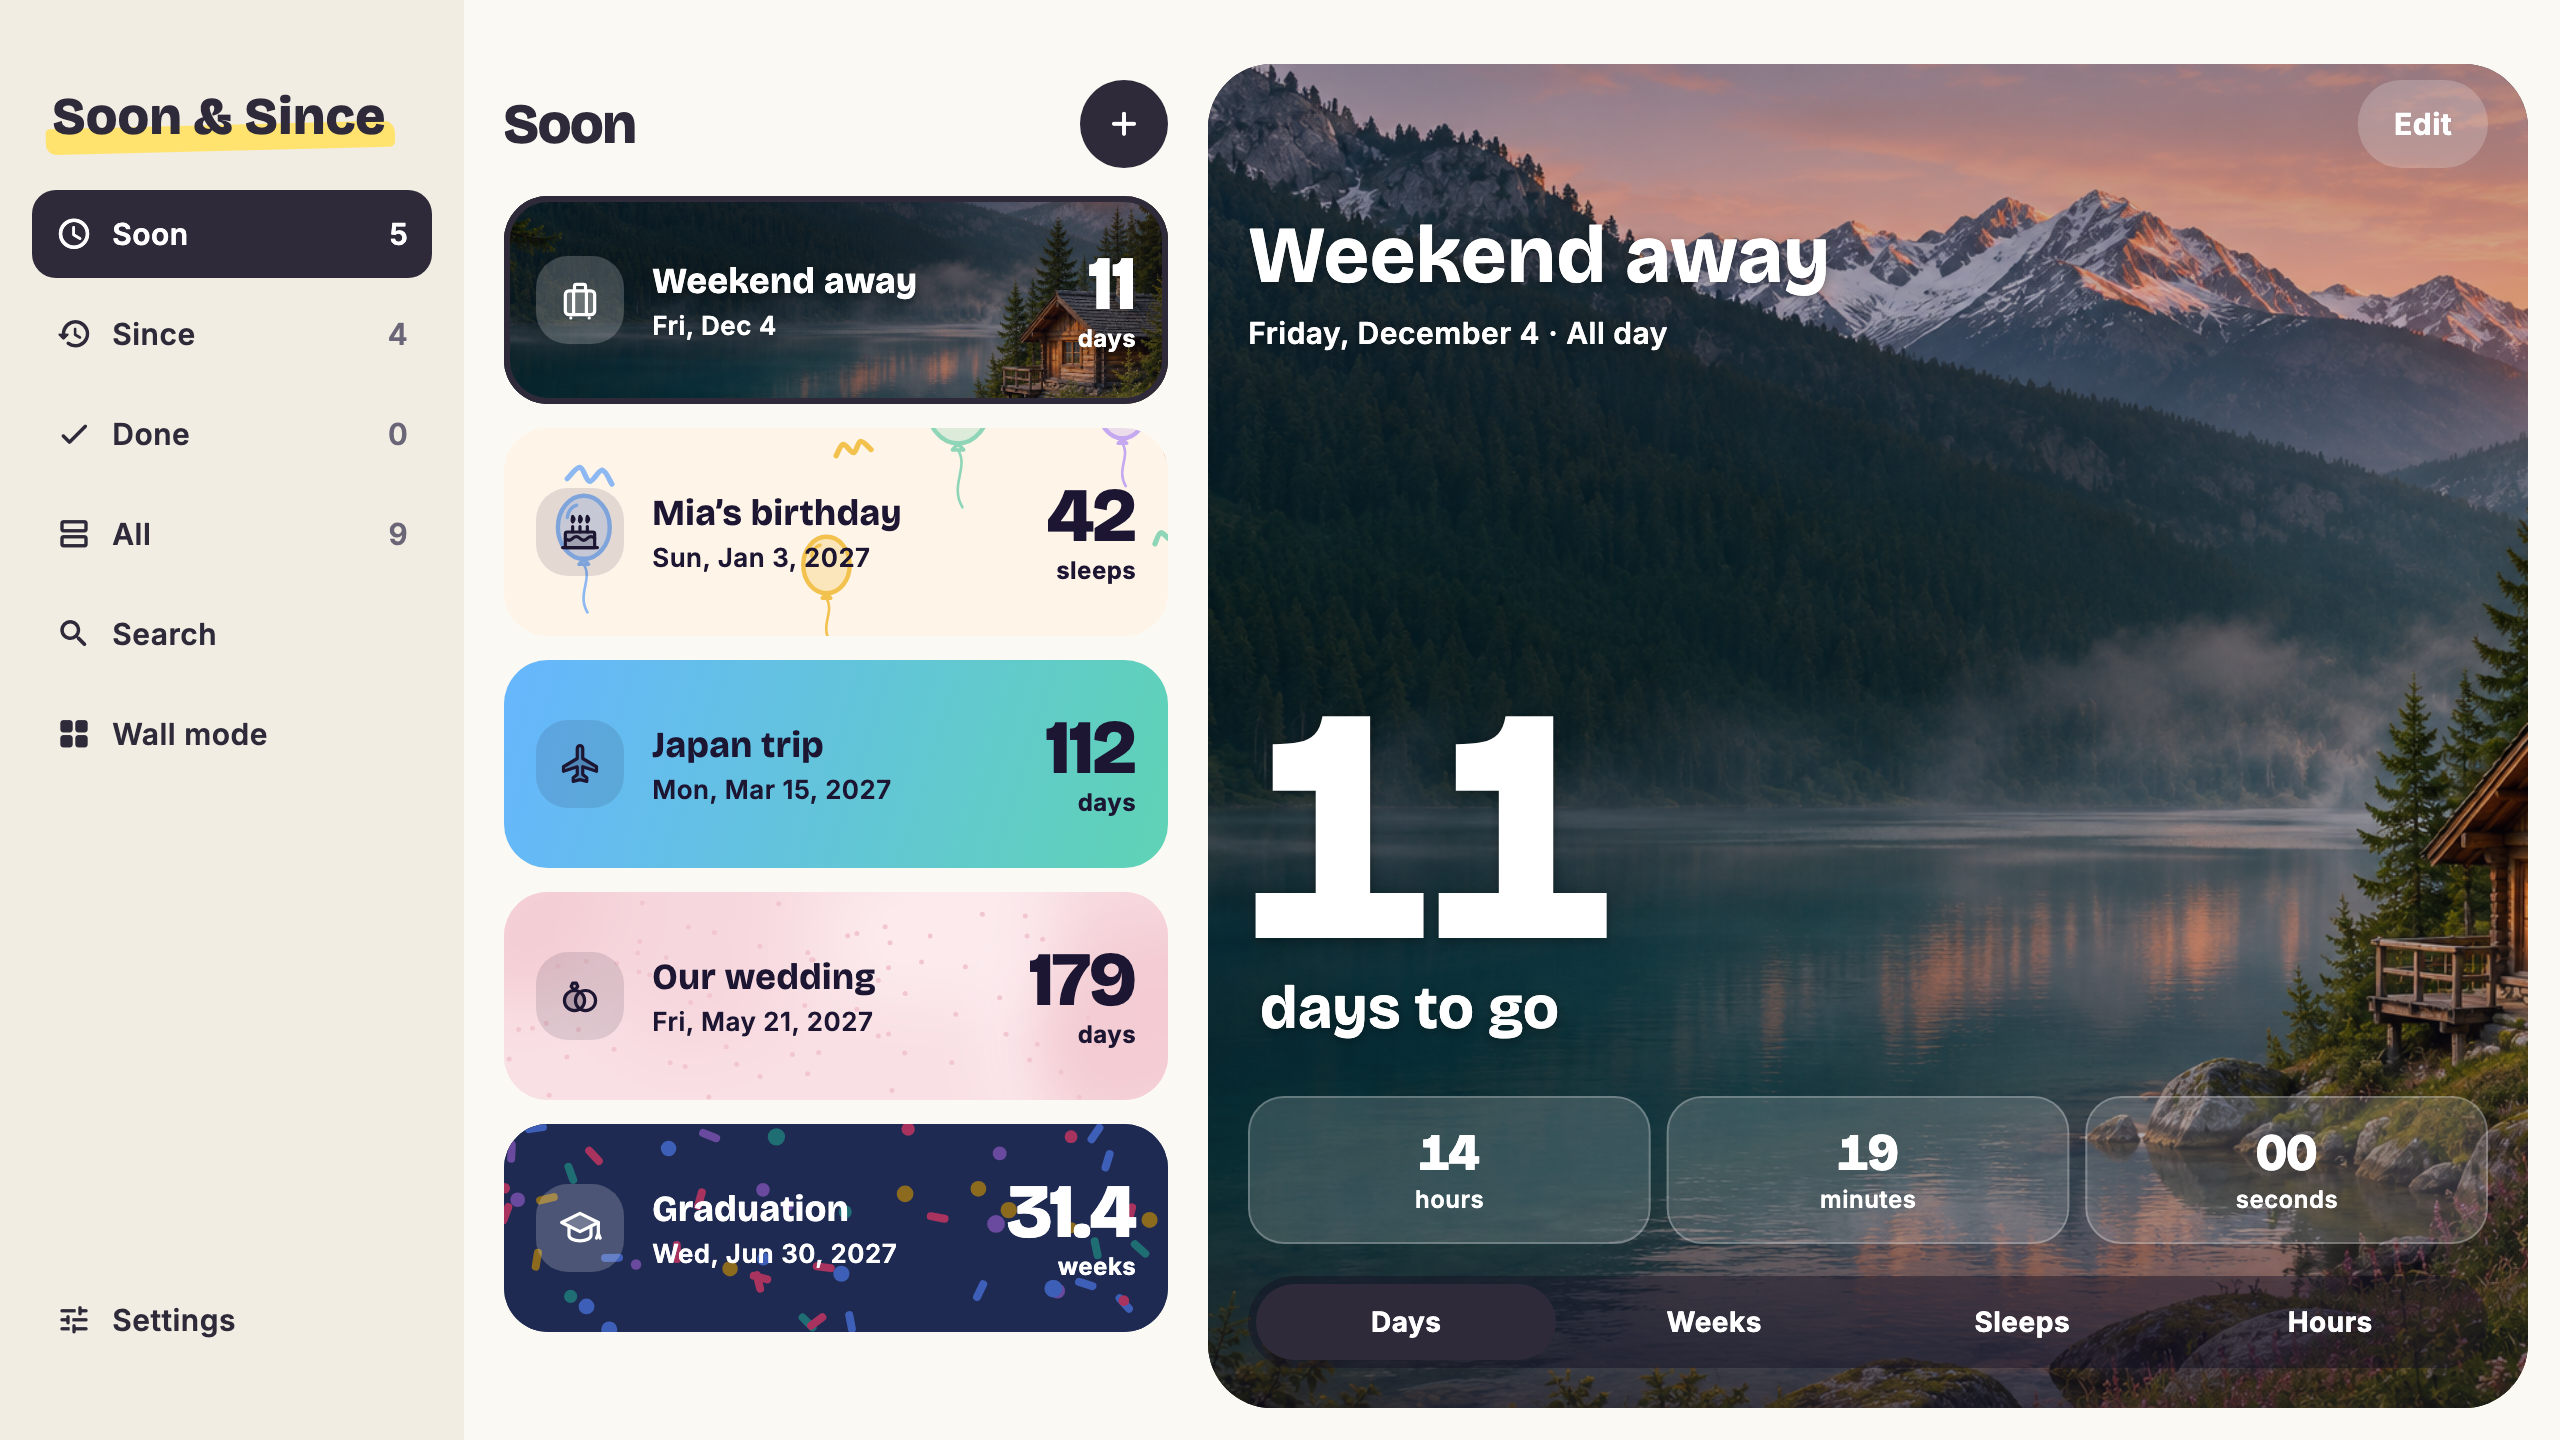 Soon & Since
Soon 5
Since 4
Done 0
All 9
Search
Wall mode
Settings
Soon
+
Weekend away
Fri, Dec 4
11
days
Mia’s birthday
Sun, Jan 3, 2027
42
sleeps
Japan trip
Mon, Mar 15, 2027
112
days
Our wedding
Fri, May 21, 2027
179
days
Graduation
Wed, Jun 30, 2027
31.4
weeks
Edit
Weekend away
Friday, December 4 · All day
11
days to go
14
hours
19
minutes
00
seconds
Days Weeks Sleeps Hours